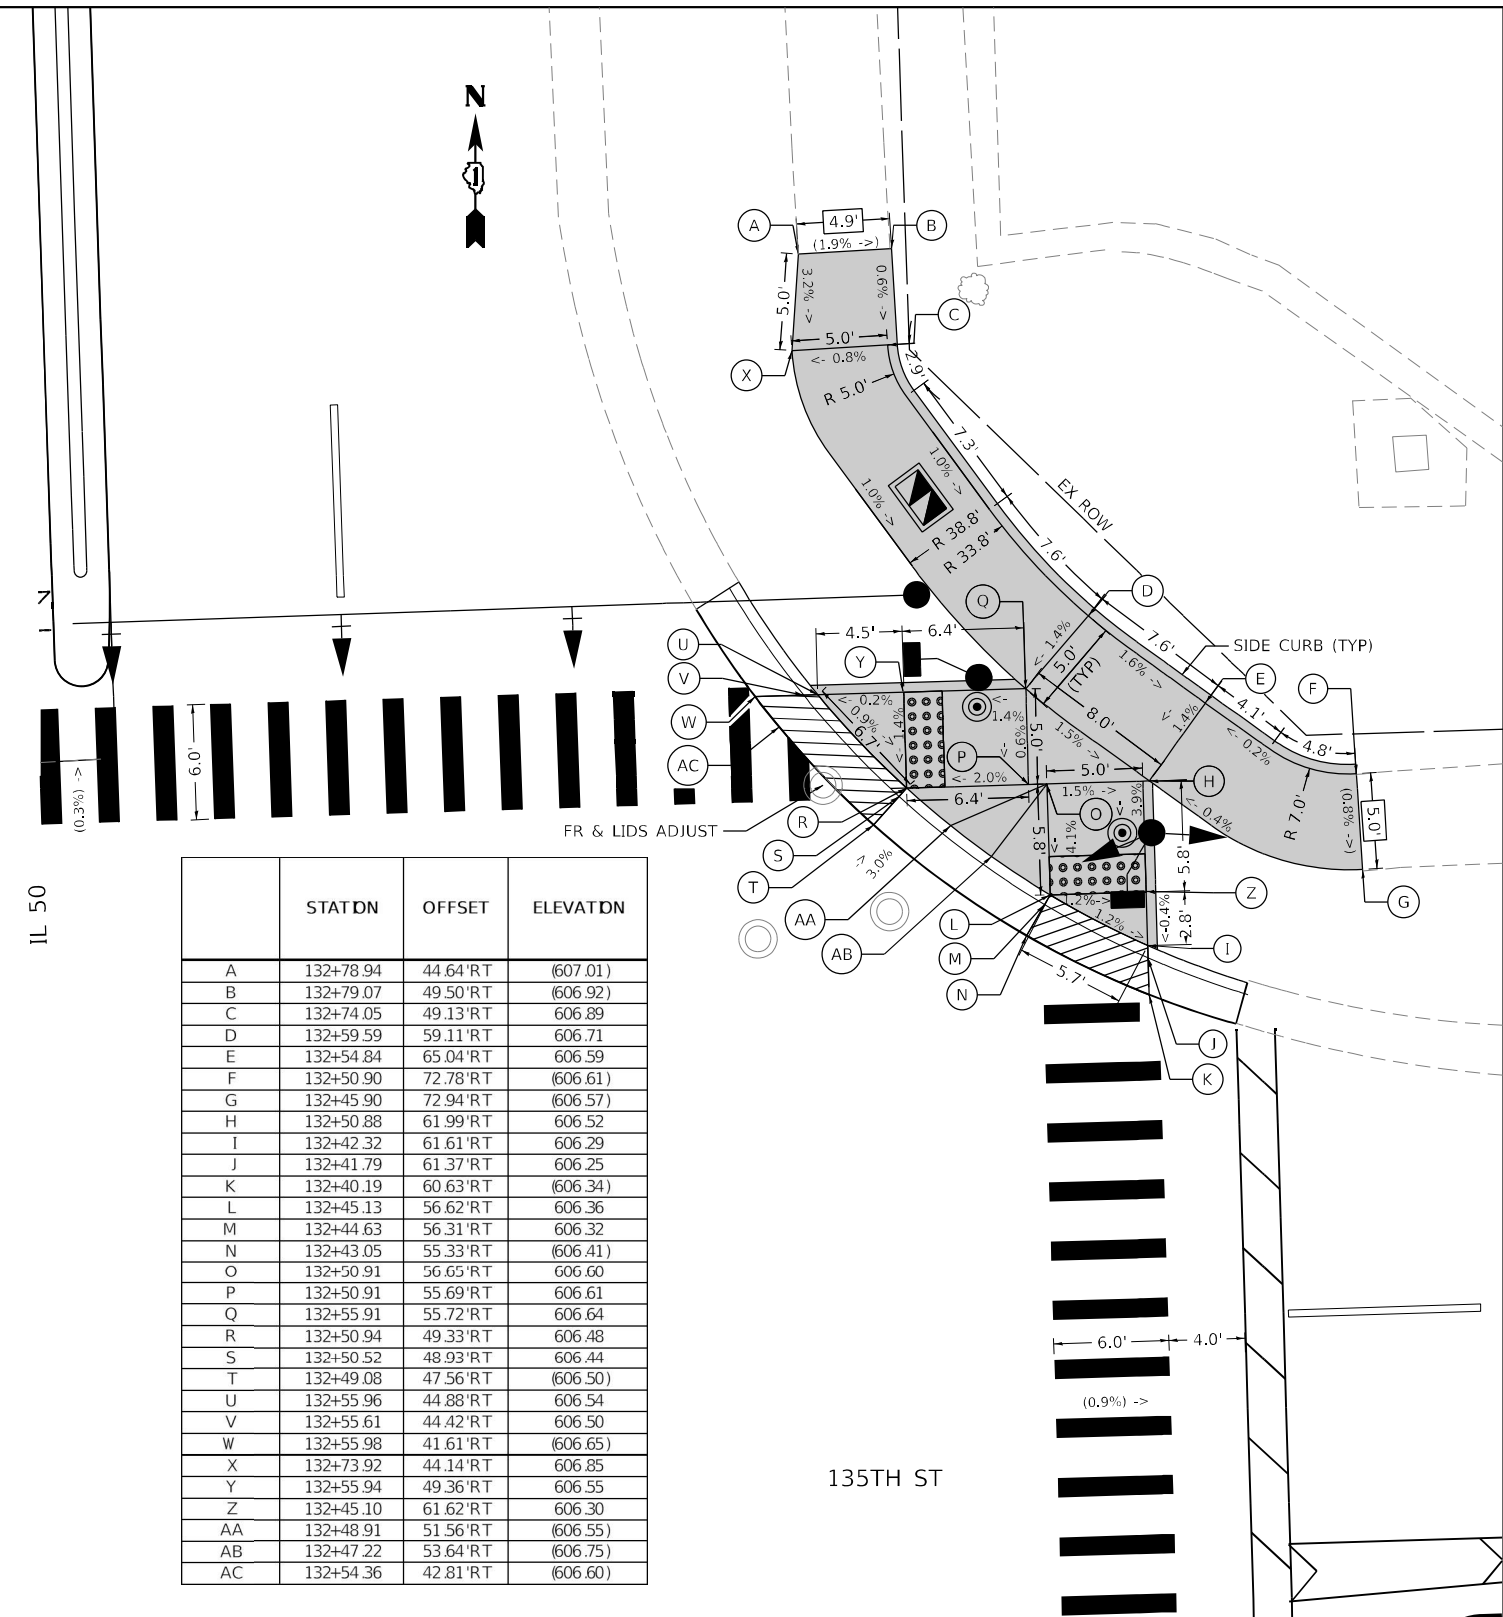 N
1
A
4.9'
B
(1.9% ->)
3.2% ->
0.6% ->
5.0'
C
5.0'
<- 0.8%
X
2.9'
R 5.0'
7.3'
1.0% ->
1.0% ->
EX ROW
R 38.8'
R 33.8'
7.6'
D
Q
U
4.5'
6.4'
<- 1.4%
7.6'
SIDE CURB (TYP)
Y
5.0'
(TYP)
1.6% ->
V
E
F
<- 0.2%
<- 1.4%
0.9% ->
<- 1.4%
W
6.7'
8.0'
<- 1.4%
4.1'
<- 0.2%
4.8'
6.0'
5.0'
0.6% ->
1.5% ->
AC
P
<- 2.0%
5.0'
H
1.5% ->
(0.3%) ->
6.4'
3.9% ->
<- 0.4%
R 7.0'
(0.8% ->)
5.0'
FR & LIDS ADJUST
R
O
S
3.0% ->
5.8'
4.1% ->
5.8'
T
Z
G
AA
L
1.2%->
1.2% ->
<-0.4%
2.8'
AB
M
I
N
5.7'
J
K
IL 50
STATION OFFSET ELEVATION
A 132+78.94 44.64'RT (607.01)
B 132+79.07 49.50'RT (606.92)
C 132+74.05 49.13'RT 606.89
D 132+59.59 59.11'RT 606.71
E 132+54.84 65.04'RT 606.59
F 132+50.90 72.78'RT (606.61)
G 132+45.90 72.94'RT (606.57)
H 132+50.88 61.99'RT 606.52
I 132+42.32 61.61'RT 606.29
J 132+41.79 61.37'RT 606.25
K 132+40.19 60.63'RT (606.34)
L 132+45.13 56.62'RT 606.36
M 132+44.63 56.31'RT 606.32
N 132+43.05 55.33'RT (606.41)
O 132+50.91 56.65'RT 606.60
P 132+50.91 55.69'RT 606.61
Q 132+55.91 55.72'RT 606.64
R 132+50.94 49.33'RT 606.48
S 132+50.52 48.93'RT 606.44
T 132+49.08 47.56'RT (606.50)
U 132+55.96 44.88'RT 606.54
V 132+55.61 44.42'RT 606.50
W 132+55.98 41.61'RT (606.65)
X 132+73.92 44.14'RT 606.85
Y 132+55.94 49.36'RT 606.55
Z 132+45.10 61.62'RT 606.30
AA 132+48.91 51.56'RT (606.55)
AB 132+47.22 53.64'RT (606.75)
AC 132+54.36 42.81'RT (606.60)
6.0'
4.0'
(0.9%) ->
135TH ST